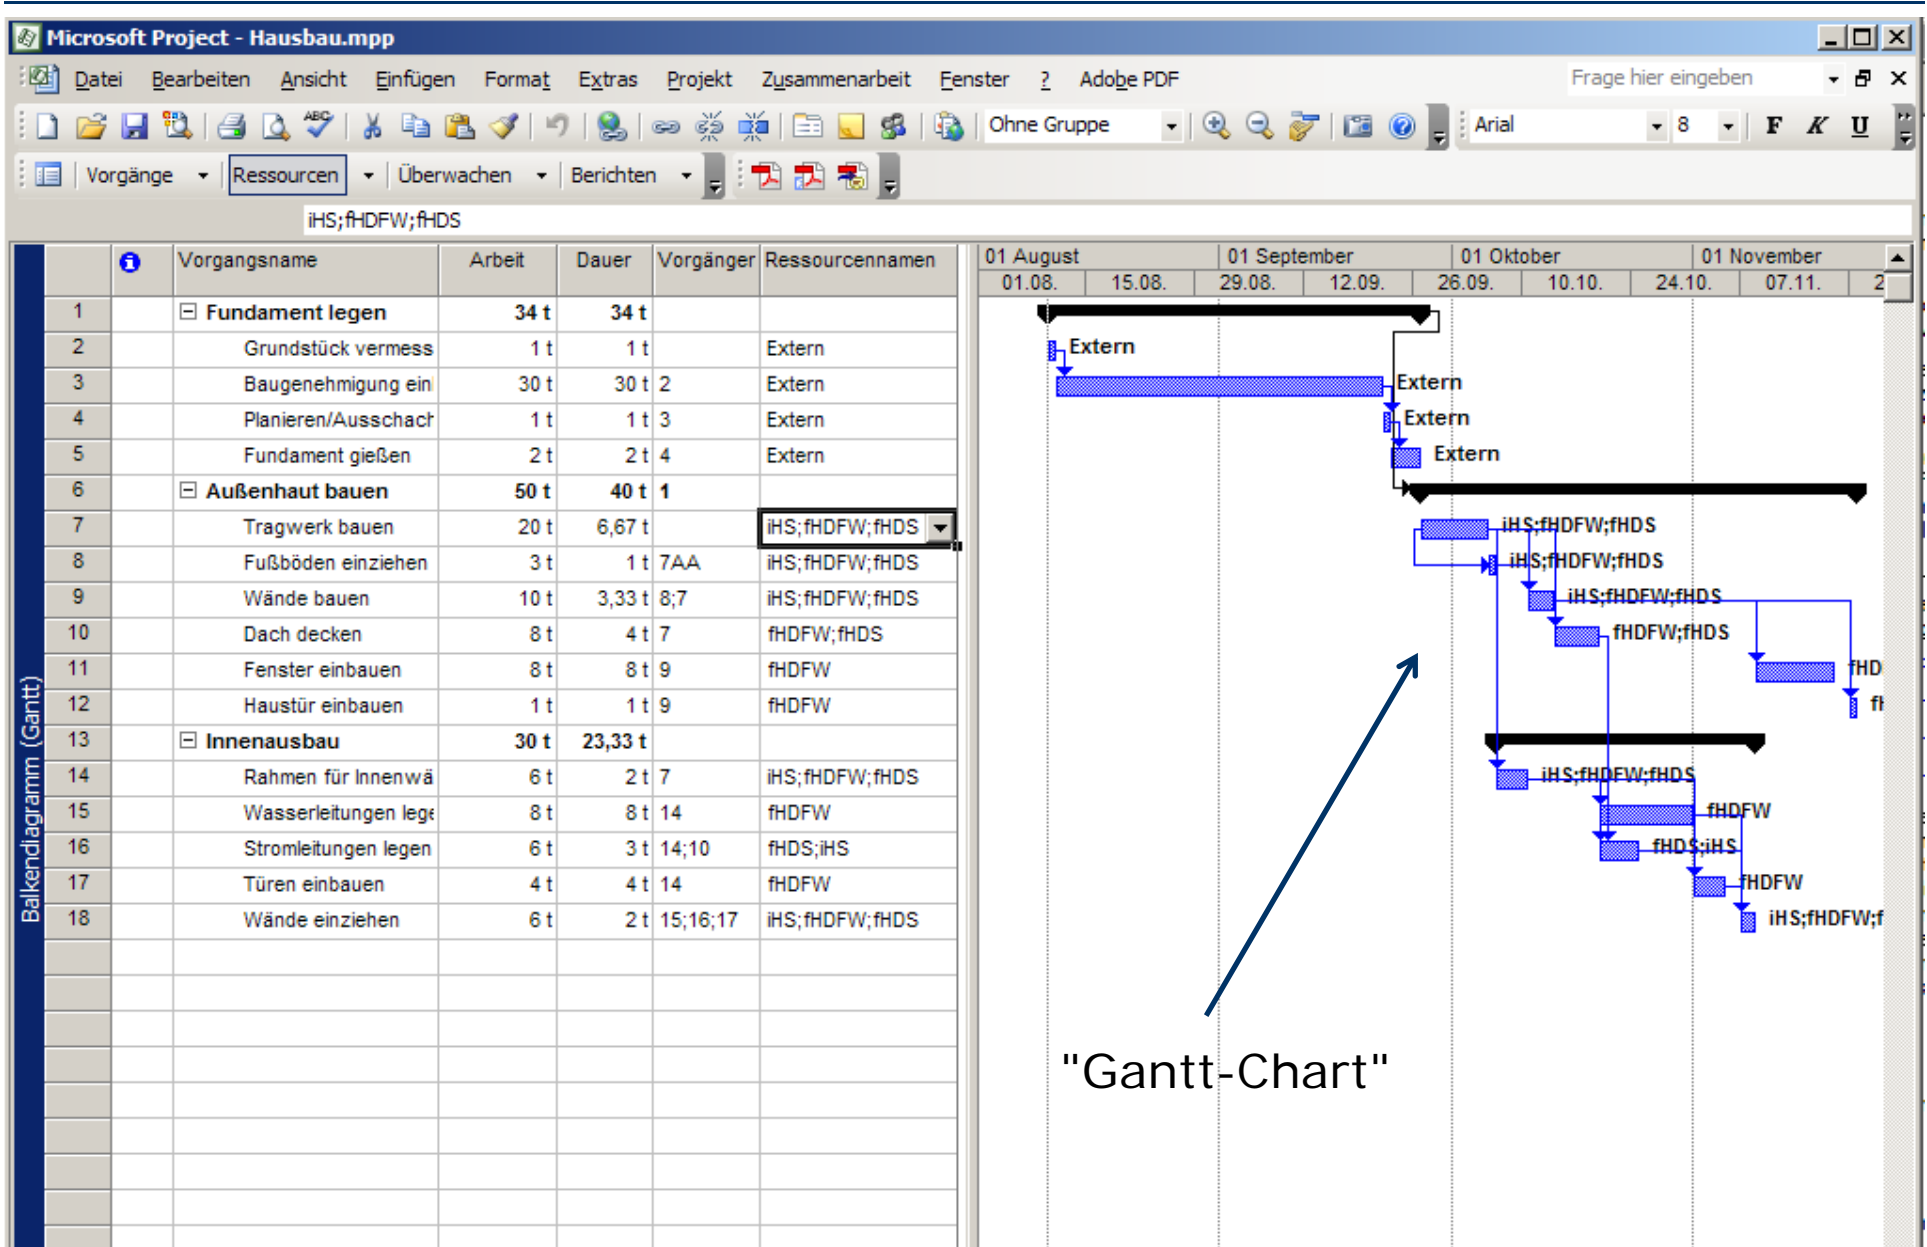 Microsoft Project - Hausbau.mpp
Datei Bearbeiten Ansicht Einfügen Format Extras Projekt Zusammenarbeit Fenster ? Adobe PDF Frage hier eingeben
ABC Ohne Gruppe Arial 8 F K U
Vorgänge Ressourcen Überwachen Berichten
iHS;fHDFW;fHDS
Vorgangsname Arbeit Dauer Vorgänger Ressourcennamen
01 August 01 September 01 Oktober 01 November
01.08. 15.08. 29.08. 12.09. 26.09. 10.10. 24.10. 07.11. 2
1 Fundament legen 34 t 34 t
2 Grundstück vermess 1 t 1 t Extern Extern
3 Baugenehmigung ein 30 t 30 t 2 Extern Extern
4 Planieren/Ausschach 1 t 1 t 3 Extern Extern
5 Fundament gießen 2 t 2 t 4 Extern Extern
6 Außenhaut bauen 50 t 40 t 1
7 Tragwerk bauen 20 t 6,67 t iHS;fHDFW;fHDS iHS;fHDFW;fHDS
8 Fußböden einziehen 3 t 1 t 7AA iHS;fHDFW;fHDS iHS;fHDFW;fHDS
9 Wände bauen 10 t 3,33 t 8;7 iHS;fHDFW;fHDS iHS;fHDFW;fHDS
10 Dach decken 8 t 4 t 7 fHDFW;fHDS fHDFW;fHDS
11 Fenster einbauen 8 t 8 t 9 fHDFW fHD
12 Haustür einbauen 1 t 1 t 9 fHDFW fH
13 Innenausbau 30 t 23,33 t
14 Rahmen für Innenwä 6 t 2 t 7 iHS;fHDFW;fHDS iHS;fHDFW;fHDS
15 Wasserleitungen lege 8 t 8 t 14 fHDFW fHDFW
16 Stromleitungen legen 6 t 3 t 14;10 fHDS;iHS fHDS;iHS
17 Türen einbauen 4 t 4 t 14 fHDFW fHDFW
18 Wände einziehen 6 t 2 t 15;16;17 iHS;fHDFW;fHDS iHS;fHDFW;f
Balkendiagramm (Gantt)
"Gantt-Chart"